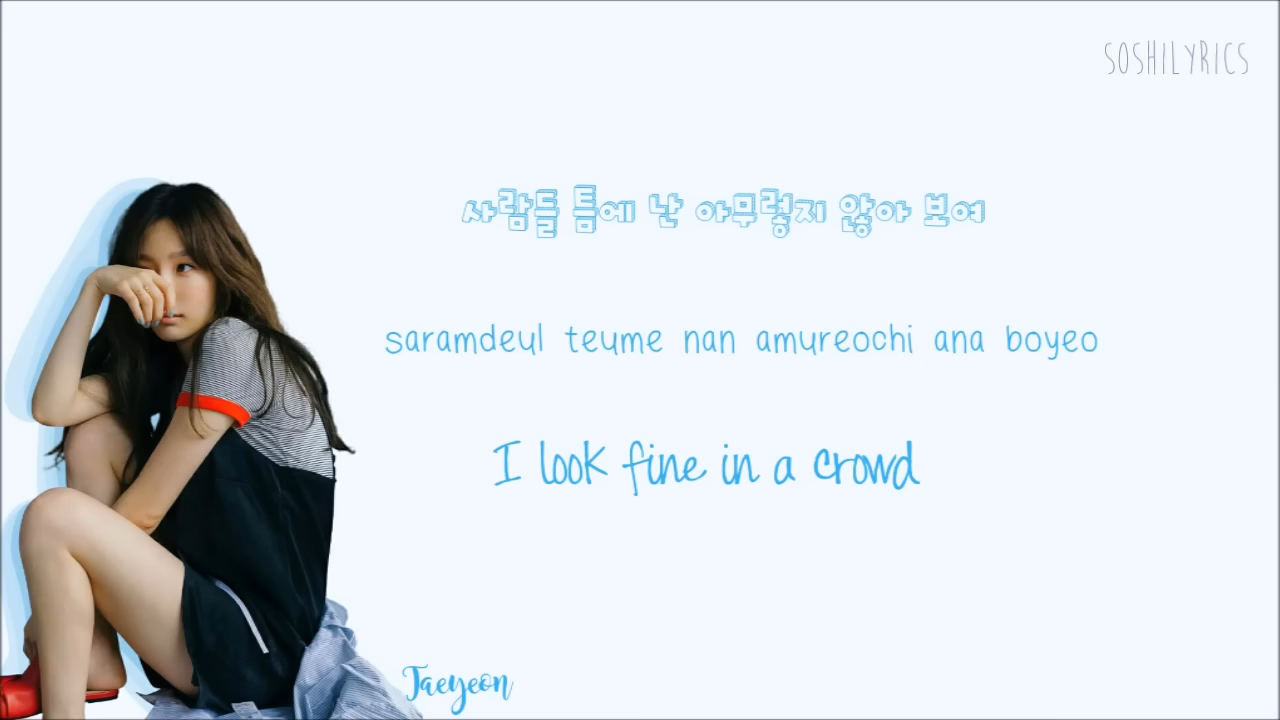 SOSHILYRICS
사람들 틈에 난 아무렇지 않아 보여
saramdeul teume nan amureochi ana boyeo
I look fine in a crowd
Taeyeon